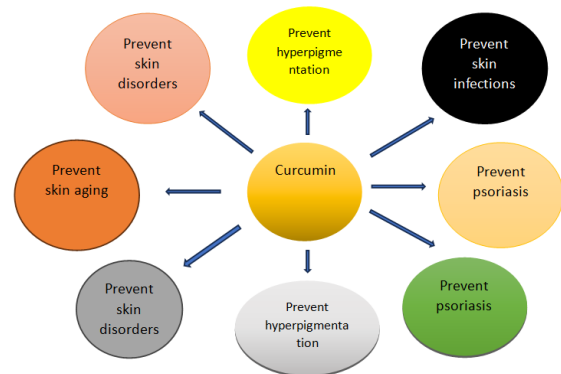 Prevent
skin
disorders
Prevent
hyperpigme
ntation
Prevent
skin
infections
Prevent
skin aging
Curcumin
Prevent
psoriasis
Prevent
skin
disorders
Prevent
hyperpigmenta
tion
Prevent
psoriasis